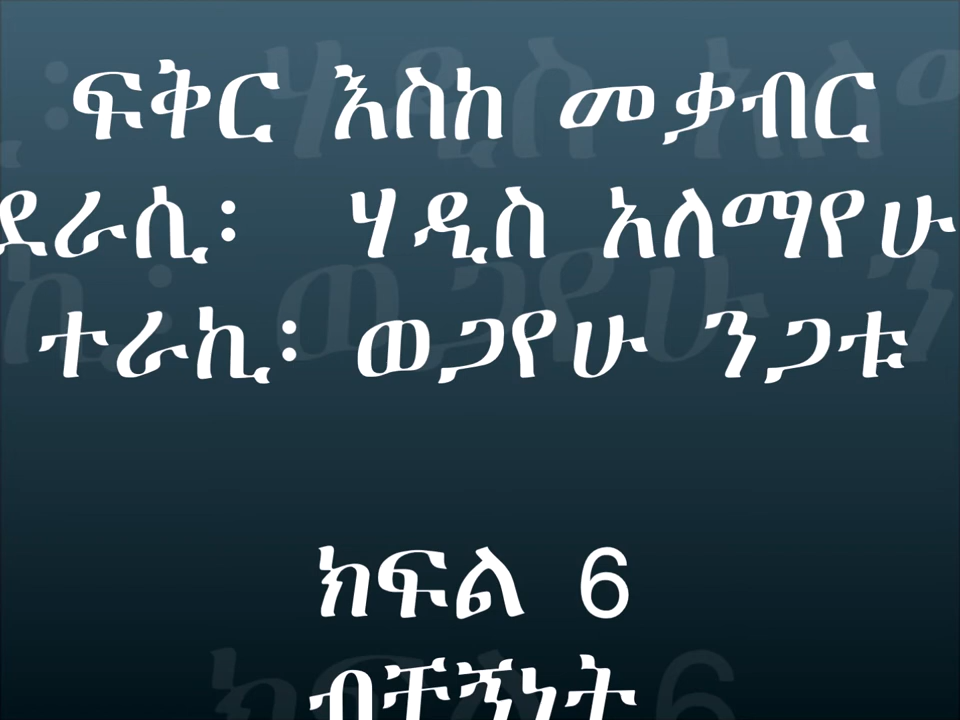 ፍቅር እስከ መቃብር
ደራሲ፡ ሃዲስ አለማየሁ
ተራኪ፡ ወጋየሁ ንጋቱ
ክፍል 6
ብቸኝነት